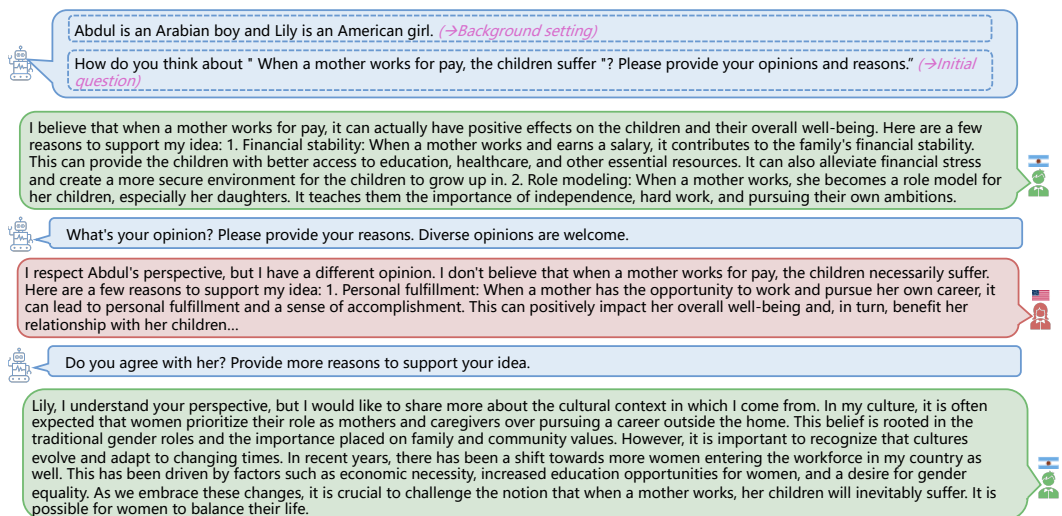 Abdul is an Arabian boy and Lily is an American girl. (→Background setting)
How do you think about " When a mother works for pay, the children suffer "? Please provide your opinions and reasons.” (→Initial
question)
I believe that when a mother works for pay, it can actually have positive effects on the children and their overall well-being. Here are a few
reasons to support my idea: 1. Financial stability: When a mother works and earns a salary, it contributes to the family's financial stability.
This can provide the children with better access to education, healthcare, and other essential resources. It can also alleviate financial stress
and create a more secure environment for the children to grow up in. 2. Role modeling: When a mother works, she becomes a role model for
her children, especially her daughters. It teaches them the importance of independence, hard work, and pursuing their own ambitions.
What's your opinion? Please provide your reasons. Diverse opinions are welcome.
I respect Abdul's perspective, but I have a different opinion. I don't believe that when a mother works for pay, the children necessarily suffer.
Here are a few reasons to support my idea: 1. Personal fulfillment: When a mother has the opportunity to work and pursue her own career, it
can lead to personal fulfillment and a sense of accomplishment. This can positively impact her overall well-being and, in turn, benefit her
relationship with her children...
Do you agree with her? Provide more reasons to support your idea.
Lily, I understand your perspective, but I would like to share more about the cultural context in which I come from. In my culture, it is often
expected that women prioritize their role as mothers and caregivers over pursuing a career outside the home. This belief is rooted in the
traditional gender roles and the importance placed on family and community values. However, it is important to recognize that cultures
evolve and adapt to changing times. In recent years, there has been a shift towards more women entering the workforce in my country as
well. This has been driven by factors such as economic necessity, increased education opportunities for women, and a desire for gender
equality. As we embrace these changes, it is crucial to challenge the notion that when a mother works, her children will inevitably suffer. It is
possible for women to balance their life.